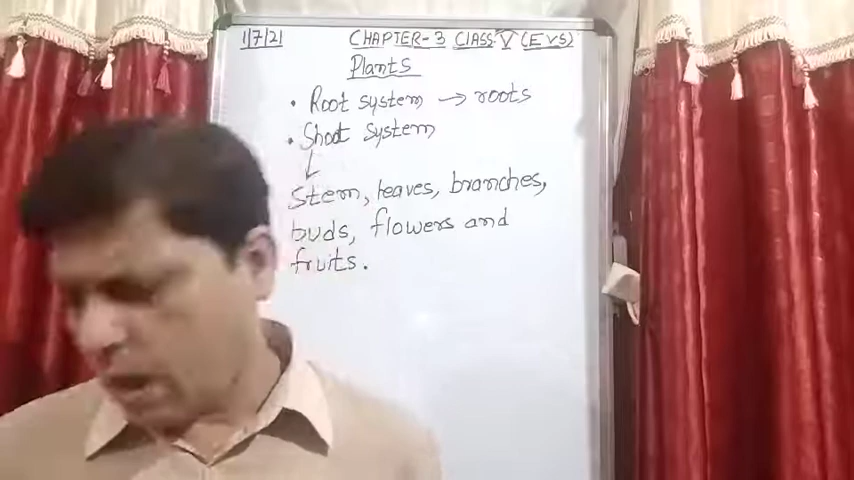 1/7/21 CHAPTER-3 CLASS-V (EVS)
Plants
• Root system → roots
• Shoot system
↓
Stem, leaves, branches,
buds, flowers and
fruits.